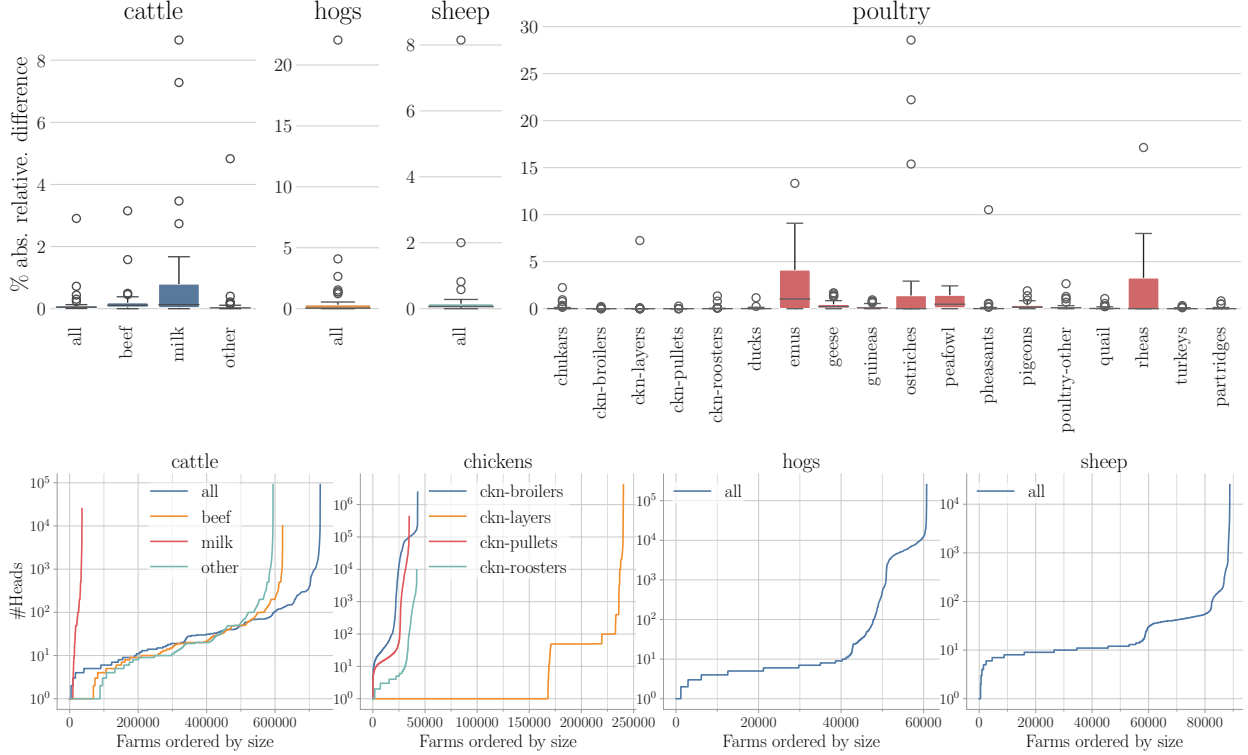 cattle
hogs
sheep
poultry
% abs. relative. difference
8
6
4
2
0
20
15
10
5
0
8
6
4
2
0
30
25
20
15
10
5
0
all
beef
milk
other
all
all
chukars
ckn-broilers
ckn-layers
ckn-pullets
ckn-roosters
ducks
emus
geese
guineas
ostriches
peafowl
pheasants
pigeons
poultry-other
quail
rheas
turkeys
partridges
cattle
chickens
hogs
sheep
#Heads
10^5
10^4
10^3
10^2
10^1
10^0
all
beef
milk
other
0
200000
400000
600000
Farms ordered by size
10^6
10^5
10^4
10^3
10^2
10^1
10^0
ckn-broilers
ckn-layers
ckn-pullets
ckn-roosters
0
50000
100000
150000
200000
250000
Farms ordered by size
10^5
10^4
10^3
10^2
10^1
10^0
all
0
20000
40000
60000
Farms ordered by size
10^4
10^3
10^2
10^1
10^0
all
0
20000
40000
60000
80000
Farms ordered by size